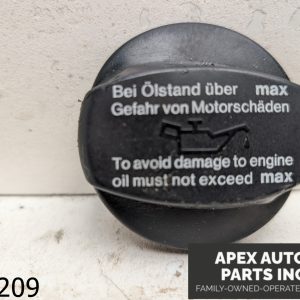 Bei Ölstand über max
Gefahr von Motorschäden
To avoid damage to engine
oil must not exceed max
209
APEX AUTO
PARTS INC
FAMILY-OWNED-OPERATE